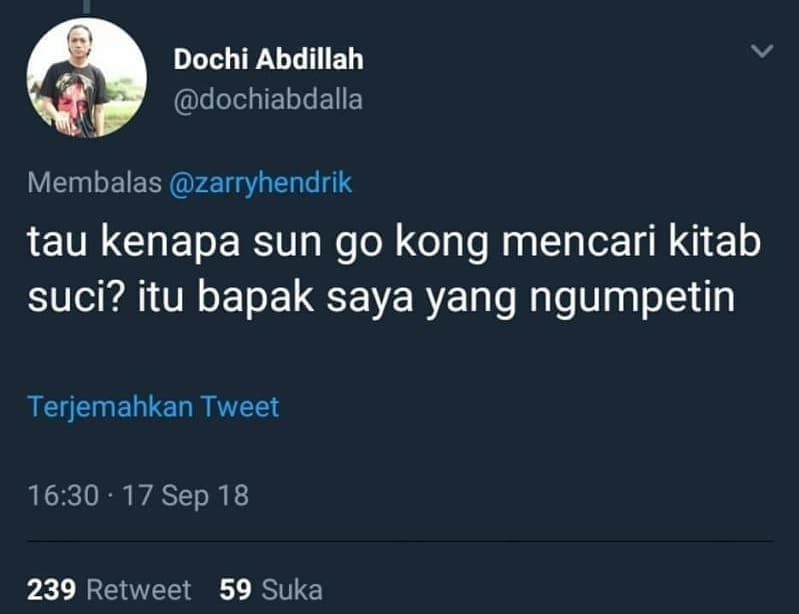 Dochi Abdillah
@dochiabdalla
Membalas @zarryhendrik
tau kenapa sun go kong mencari kitab
suci? itu bapak saya yang ngumpetin
Terjemahkan Tweet
16:30 · 17 Sep 18
239 Retweet 59 Suka